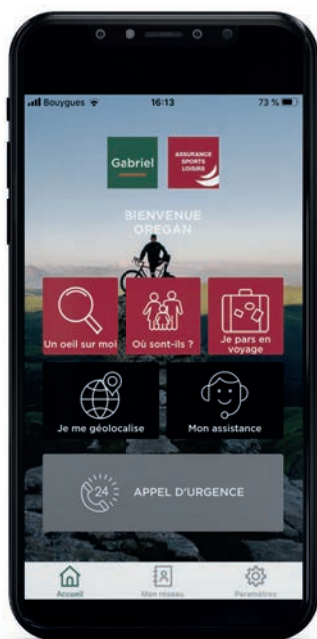 Bouygues
16:13
73 %
Gabriel
ASSURANCE
SPORTS
LOISIRS
BIENVENUE
OREGAN
Un oeil sur moi
Où sont-ils ?
Je pars en
voyage
Je me géolocalise
Mon assistance
24
APPEL D'URGENCE
Accueil
Mon réseau
Paramètres